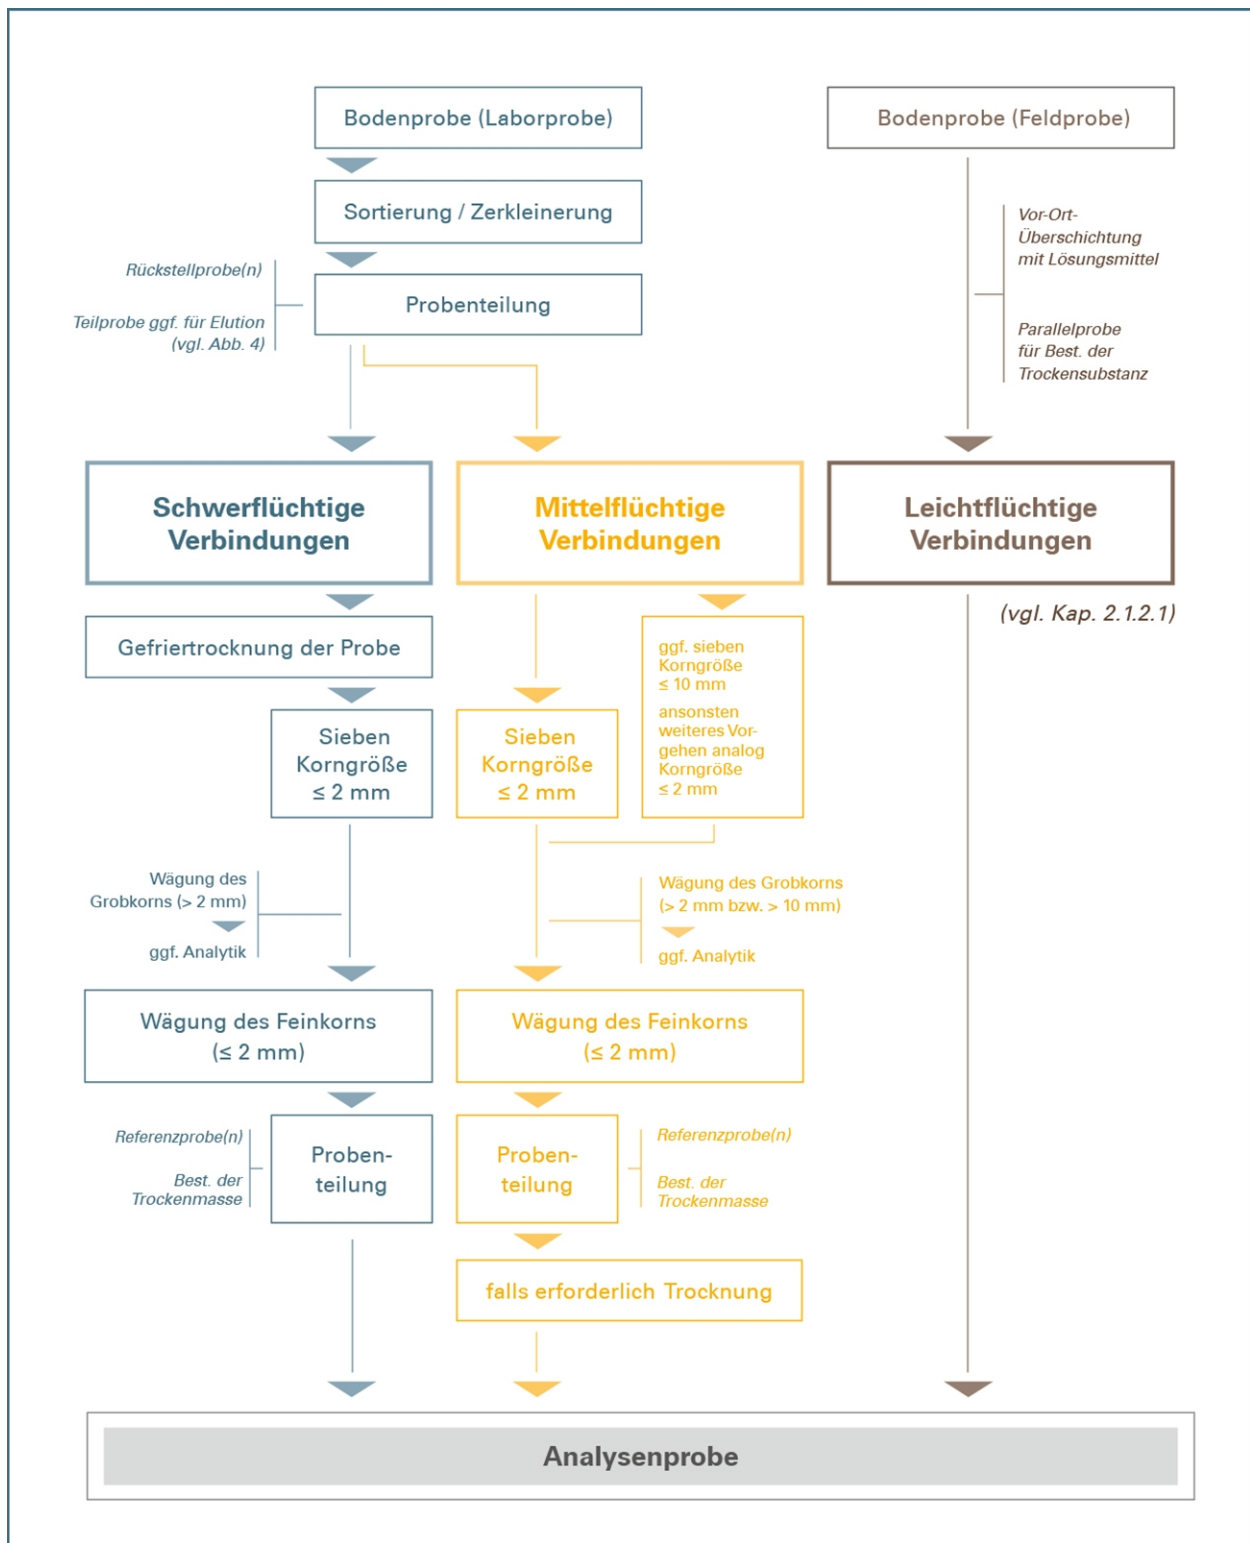 Bodenprobe (Laborprobe)
Bodenprobe (Feldprobe)
Sortierung / Zerkleinerung
Vor-Ort-
Überschichtung
mit Lösungsmittel
Rückstellprobe(n)
Teilprobe ggf. für Elution
(vgl. Abb. 4)
Probenteilung
Parallelprobe
für Best. der
Trockensubstanz
Schwerflüchtige
Verbindungen
Mittelflüchtige
Verbindungen
Leichtflüchtige
Verbindungen
(vgl. Kap. 2.1.2.1)
Gefriertrocknung der Probe
Sieben
Korngröße
≤ 2 mm
Sieben
Korngröße
≤ 2 mm
ggf. sieben
Korngröße
≤ 10 mm
ansonsten
weiteres Vor-
gehen analog
Korngröße
≤ 2 mm
Wägung des
Grobkorns (> 2 mm)
ggf. Analytik
Wägung des Grobkorns
(> 2 mm bzw. > 10 mm)
ggf. Analytik
Wägung des Feinkorns
(≤ 2 mm)
Wägung des Feinkorns
(≤ 2 mm)
Referenzprobe(n)
Best. der
Trockenmasse
Proben-
teilung
Proben-
teilung
Referenzprobe(n)
Best. der
Trockenmasse
falls erforderlich Trocknung
Analysenprobe